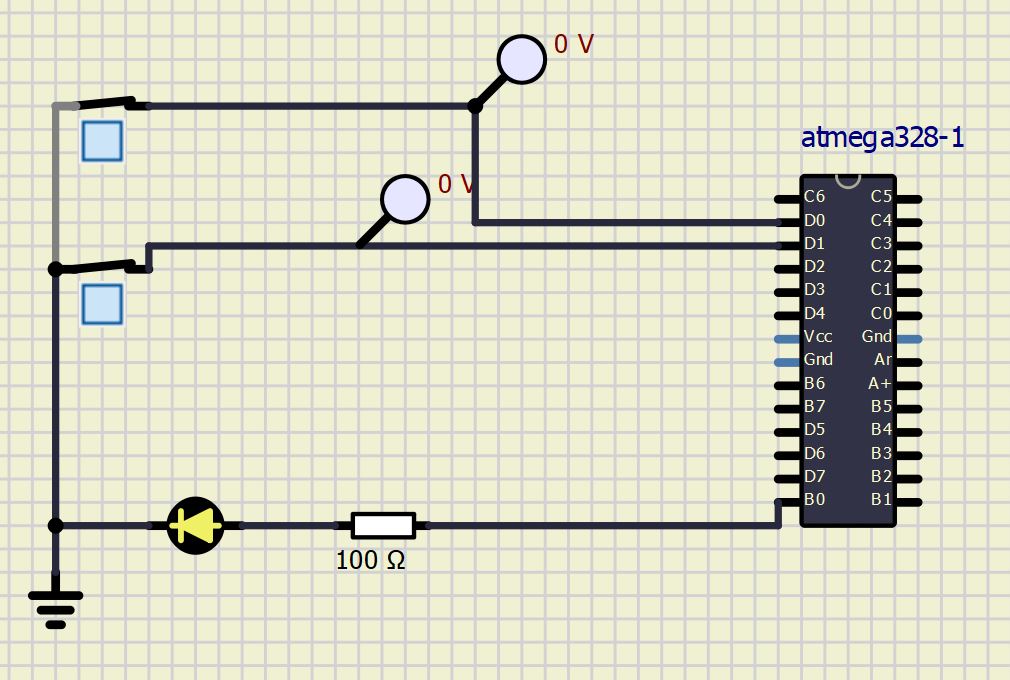 0 V
atmega328-1
0 V
C6 C5
D0 C4
D1 C3
D2 C2
D3 C1
D4 C0
Vcc Gnd
Gnd Ar
B6 A+
B7 B5
D5 B4
D6 B3
D7 B2
B0 B1
100 Ω